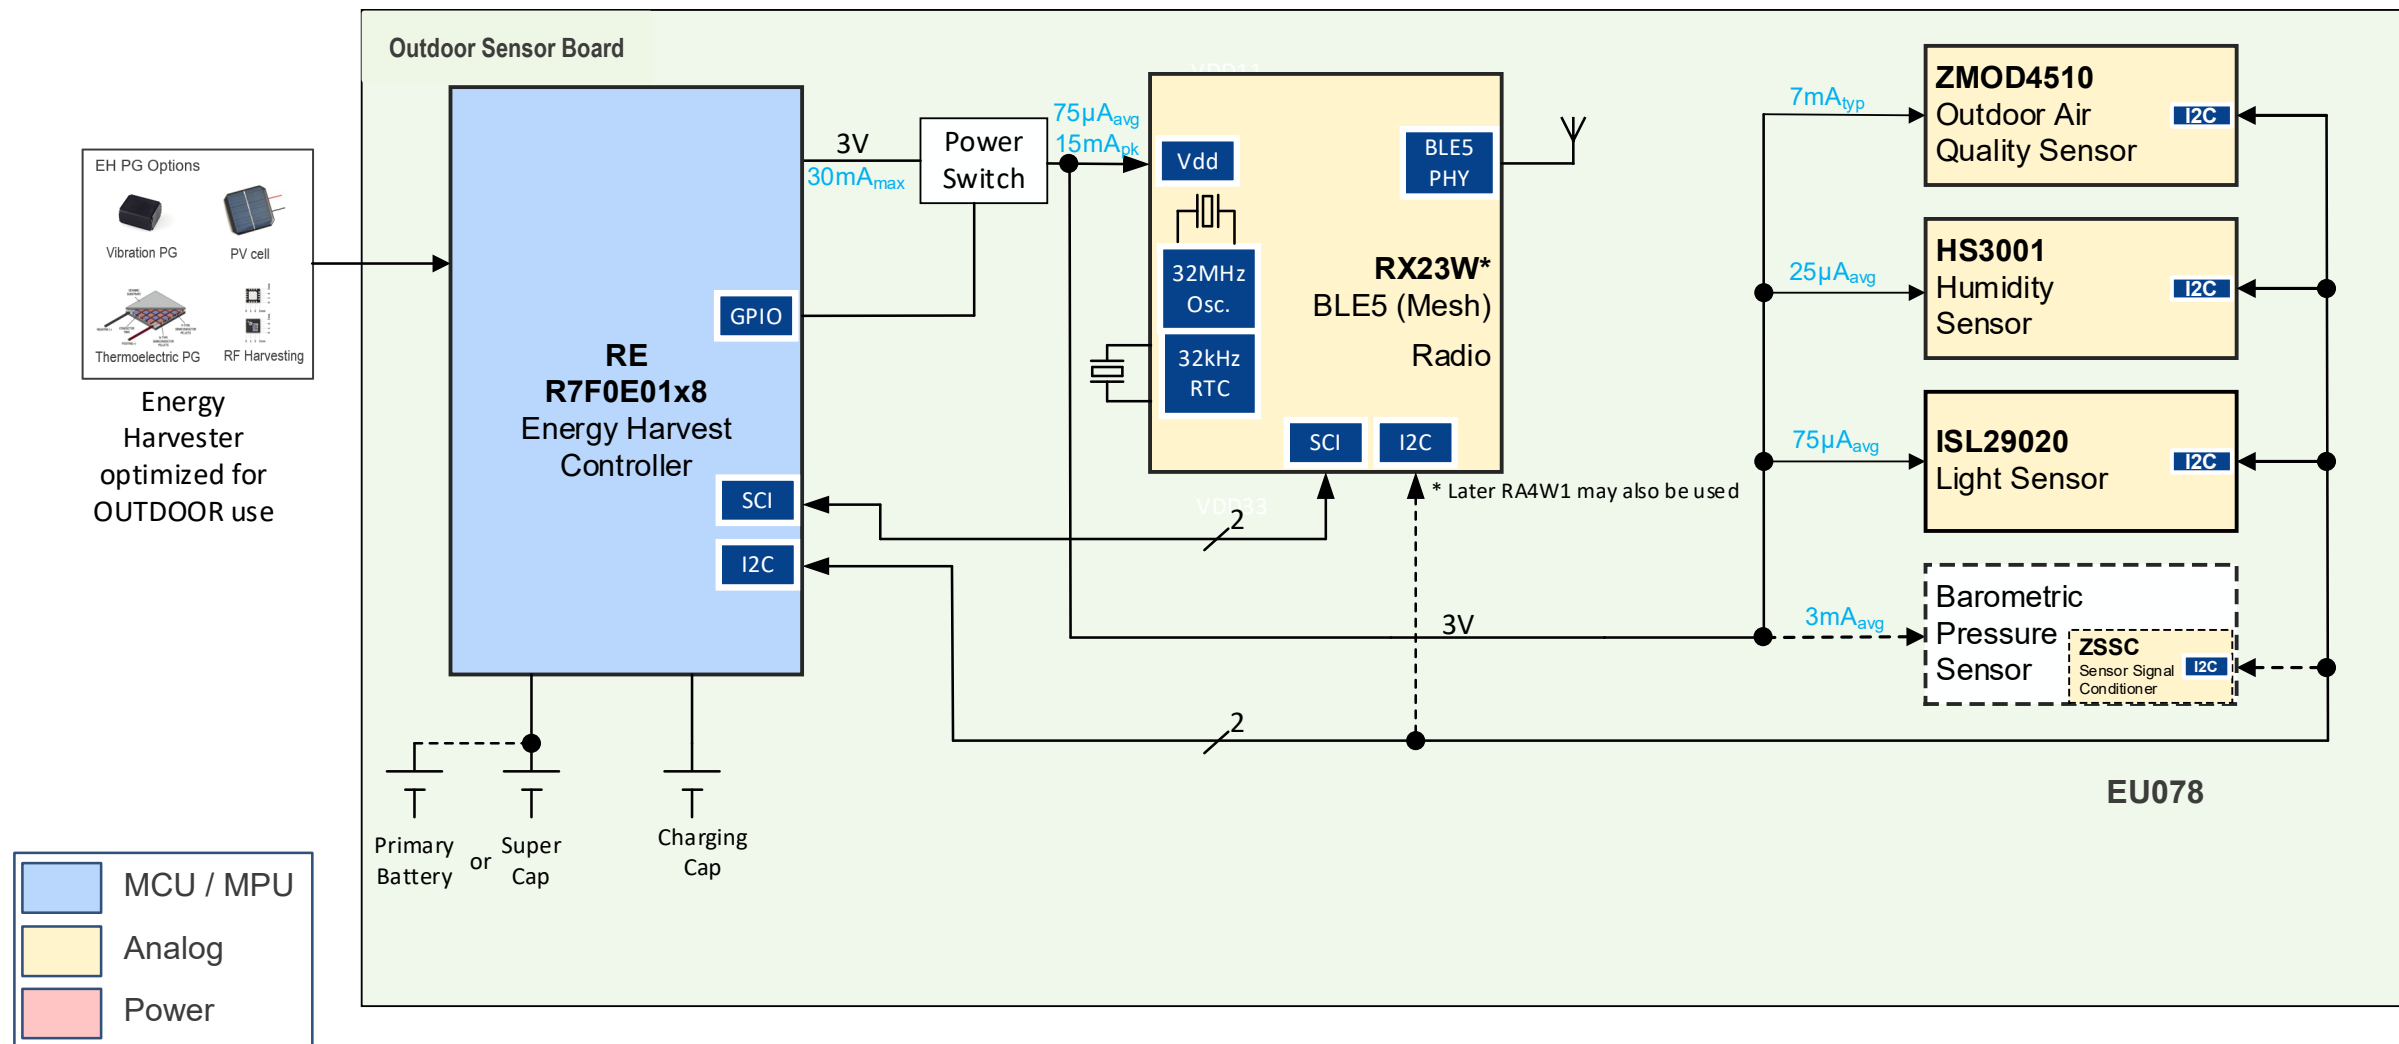 Outdoor Sensor Board
EH PG Options
Vibration PG
PV cell
Thermoelectric PG
RF Harvesting
Energy
Harvester
optimized for
OUTDOOR use
RE
R7F0E01x8
Energy Harvest
Controller
GPIO
SCI
I2C
3V
30mAmax
Power
Switch
75µAavg
15mApk
VDD11
Vdd
BLE5
PHY
32MHz
Osc.
32kHz
RTC
RX23W*
BLE5 (Mesh)
Radio
SCI
I2C
* Later RA4W1 may also be used
VDD33
2
3V
2
7mAtyp
25µAavg
75µAavg
3mAavg
ZMOD4510
Outdoor Air
Quality Sensor
I2C
HS3001
Humidity
Sensor
I2C
ISL29020
Light Sensor
I2C
Barometric
Pressure
Sensor
ZSSC
Sensor Signal
Conditioner
I2C
EU078
Primary
Battery
or
Super
Cap
Charging
Cap
MCU / MPU
Analog
Power